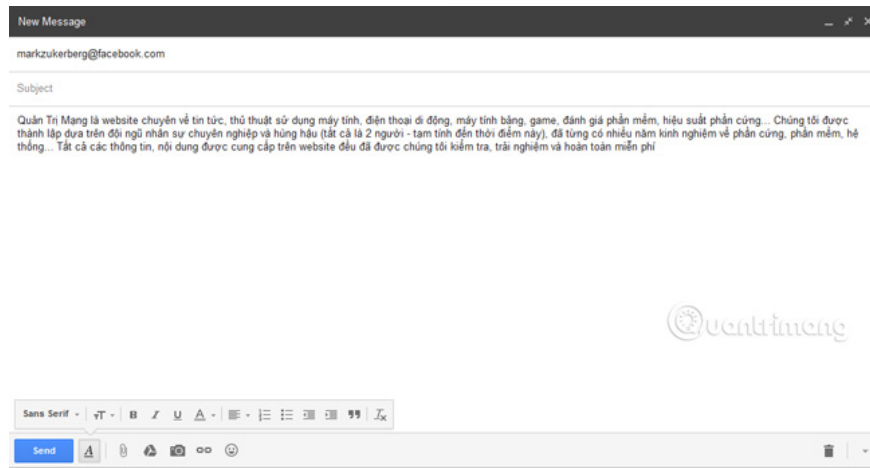 New Message
markzukerberg@facebook.com
Subject
Quản Trị Mạng là website chuyên về tin tức, thủ thuật sử dụng máy tính, điện thoại di động, máy tính bảng, game, đánh giá phần mềm, hiệu suất phần cứng... Chúng tôi được
thành lập dựa trên đội ngũ nhân sự chuyên nghiệp và hùng hậu (tất cả là 2 người - tạm tính đến thời điểm này), đã từng có nhiều năm kinh nghiệm về phần cứng, phần mềm, hệ
thống... Tất cả các thông tin, nội dung được cung cấp trên website đều đã được chúng tôi kiểm tra, trải nghiệm và hoàn toàn miễn phí
Quantrimang
Sans Serif
Send